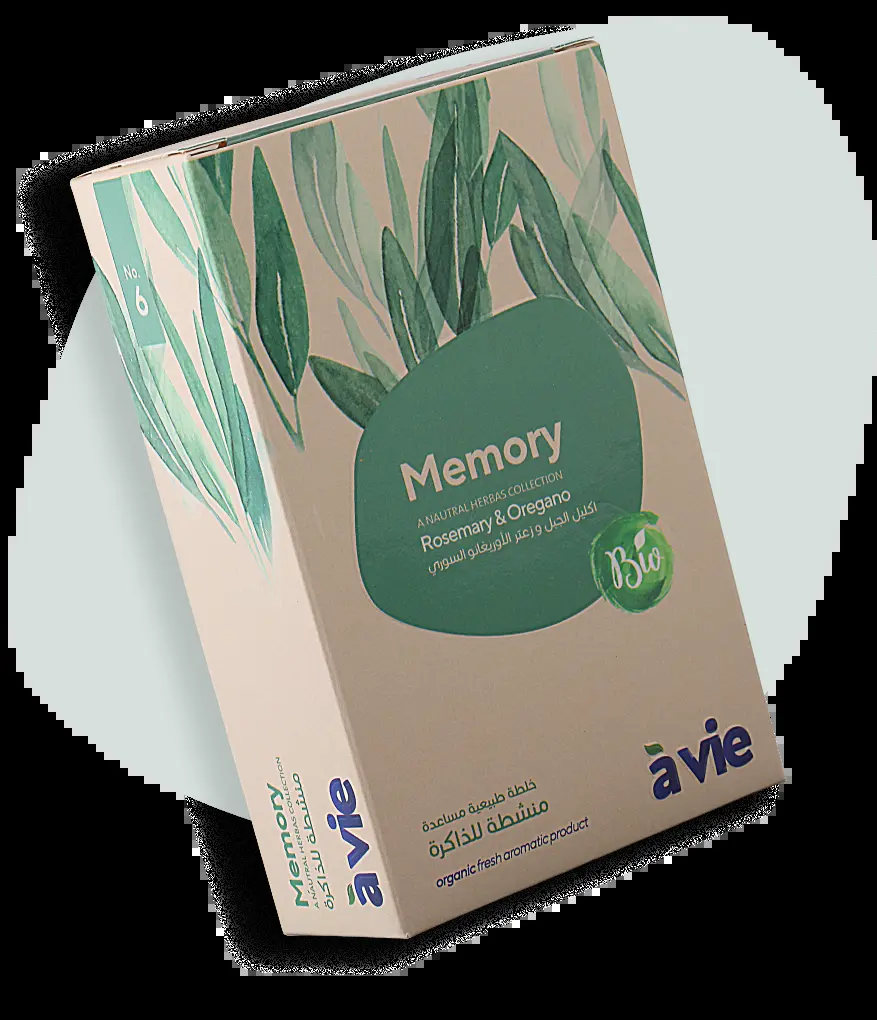 No.
6
Memory
A NAUTRAL HERBAS COLLECTION
Rosemary & Oregano
اكليل الجبل و زعتر الأوريغانو السوري
Bio
خلطة طبيعية مساعدة
منشطة للذاكرة
organic fresh aromatic product
à vie
Memory
A NAUTRAL HERBAS COLLECTION
منشطة للذاكرة
à vie